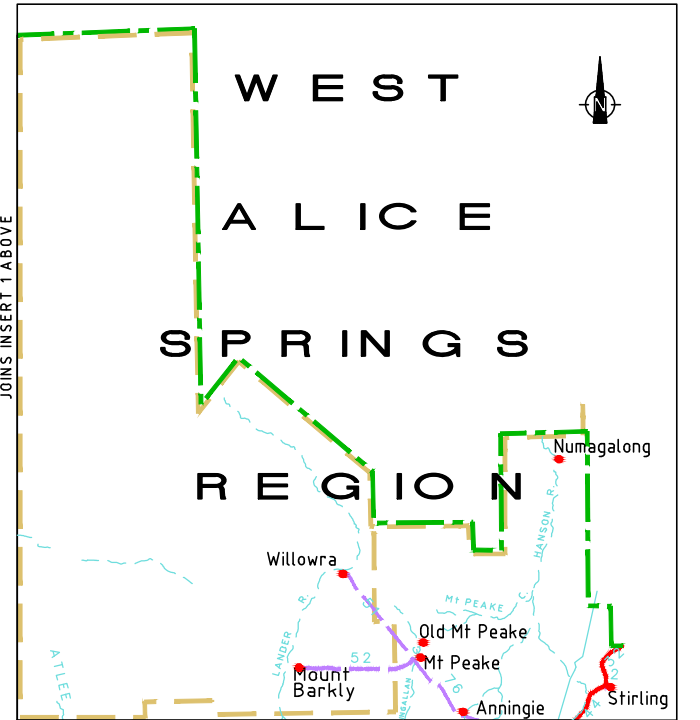 WEST
N
ALICE
JOINS INSERT 1 ABOVE
SPRINGS
Numagalong
REGION
HANSON R.
Willowra
Mt PEAKE C.
LANDER R.
Old Mt Peake
52
Mt Peake
ATLEE
Mount
Barkly
76
Stirling
Anningie